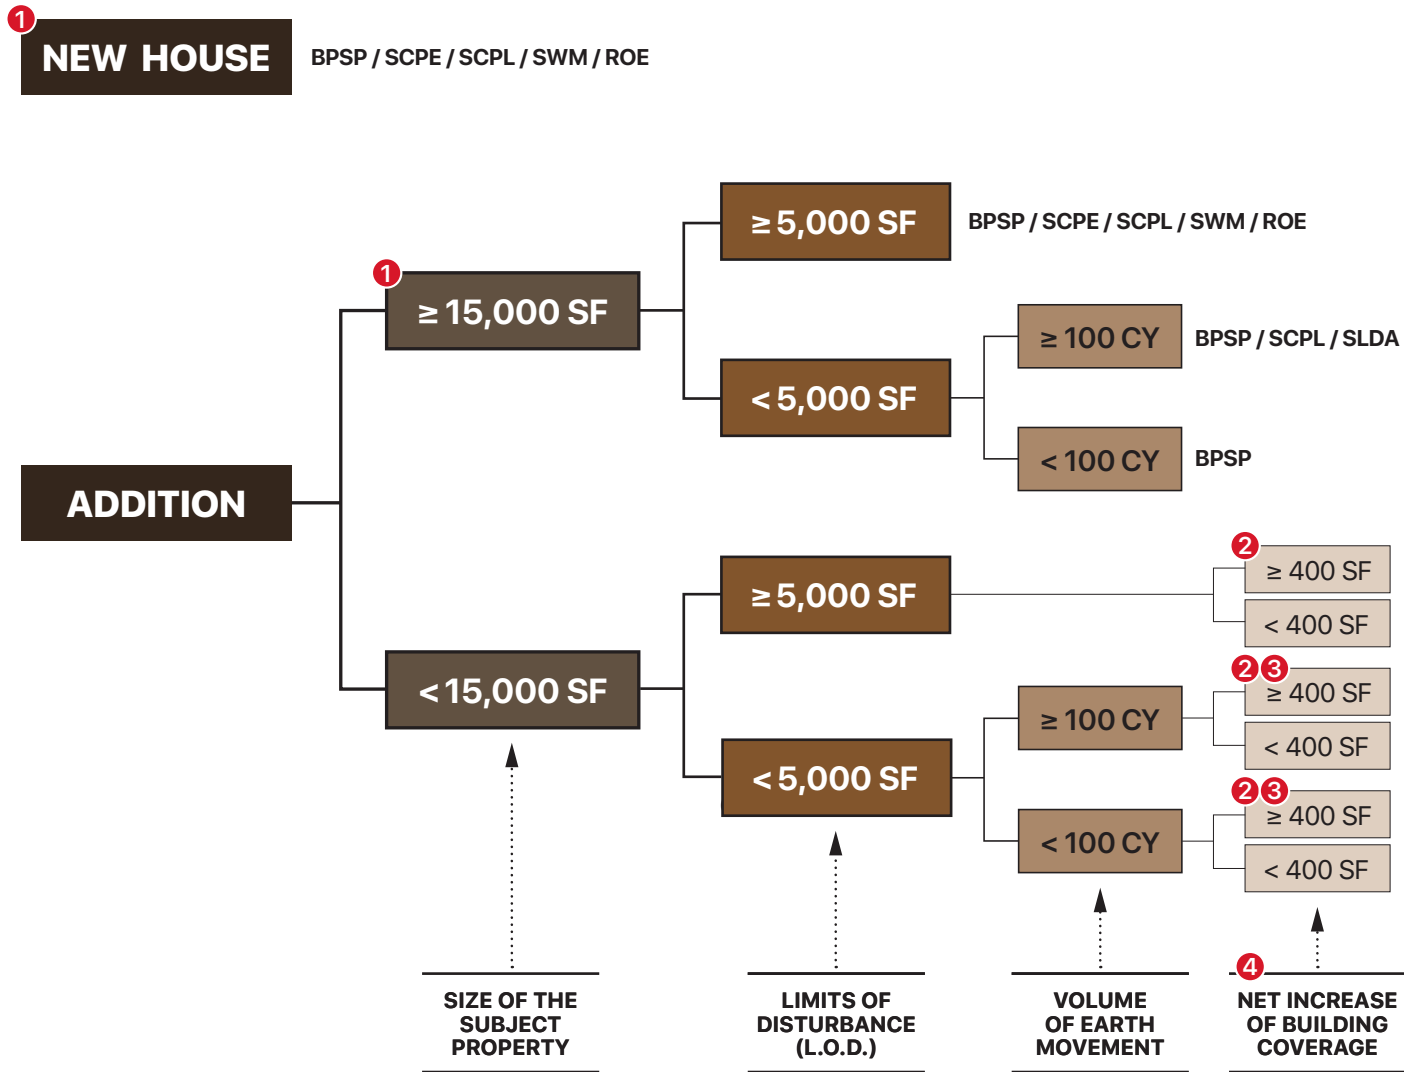 1
NEW HOUSE
BPSP / SCPE / SCPL / SWM / ROE
≥ 5,000 SF
BPSP / SCPE / SCPL / SWM / ROE
1
≥ 15,000 SF
≥ 100 CY
BPSP / SCPL / SLDA
< 5,000 SF
< 100 CY
BPSP
ADDITION
2
≥ 400 SF
≥ 5,000 SF
< 400 SF
2 3
≥ 400 SF
< 15,000 SF
≥ 100 CY
< 400 SF
< 5,000 SF
2 3
≥ 400 SF
< 100 CY
< 400 SF
SIZE OF THE
SUBJECT
PROPERTY
LIMITS OF
DISTURBANCE
(L.O.D.)
VOLUME
OF EARTH
MOVEMENT
4
NET INCREASE
OF BUILDING
COVERAGE